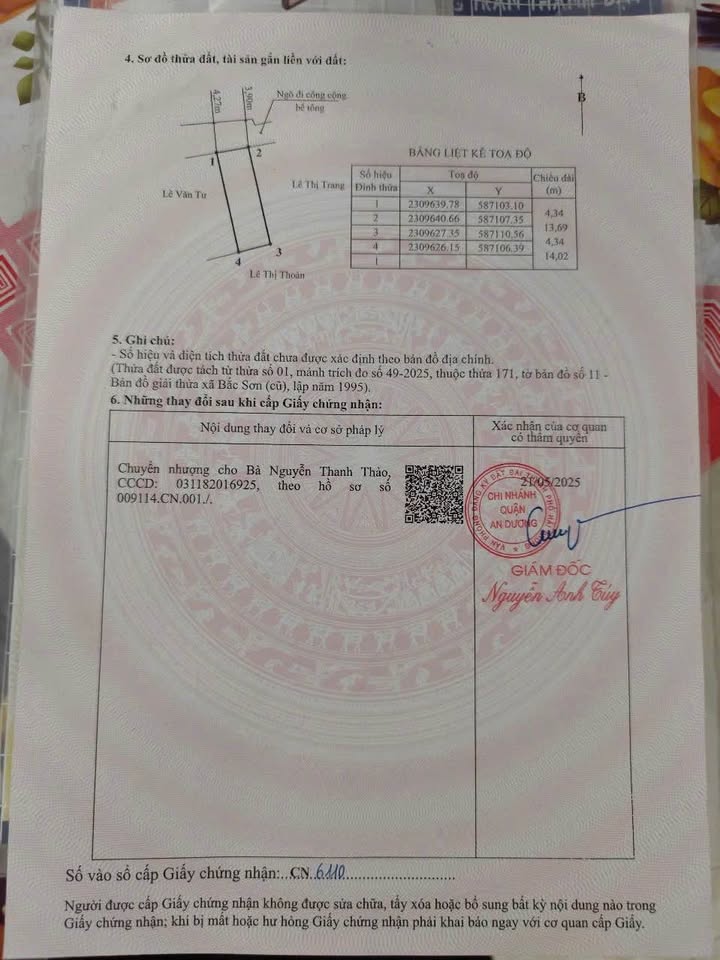 4. Sơ đồ thửa đất, tài sản gắn liền với đất:
4,27m
3,90m
Ngõ đi công cộng
bê tông
B
1
2
3
4
Lê Văn Tư
Lê Thị Trang
Lê Thị Thoàn
BẢNG LIỆT KÊ TOẠ ĐỘ
Số hiệu Đỉnh thửa
Toạ độ
Chiều dài (m)
X
Y
1 2309639.78 587103.10
4,34
2 2309640.66 587107.35
13,69
3 2309627.35 587110.56
4,34
4 2309626.15 587106.39
14,02
1
5. Ghi chú:
- Số hiệu và diện tích thửa đất chưa được xác định theo bản đồ địa chính.
(Thửa đất được tách từ thửa số 01, mảnh trích đo số 49-2025, thuộc thửa 171, tờ bản đồ số 11 -
Bản đồ giải thửa xã Bắc Sơn (cũ), lập năm 1995).
6. Những thay đổi sau khi cấp Giấy chứng nhận:
Nội dung thay đổi và cơ sở pháp lý
Xác nhận của cơ quan
có thẩm quyền
Chuyển nhượng cho Bà Nguyễn Thanh Thảo,
CCCD: 031182016925, theo hồ sơ số
009114.CN.001./.
21/05/2025
VĂN PHÒNG ĐĂNG KÝ ĐẤT ĐAI
CHI NHÁNH
QUẬN
AN DƯƠNG
GIÁM ĐỐC
Nguyễn Anh Túy
Số vào sổ cấp Giấy chứng nhận:...CN.6110...........................
Người được cấp Giấy chứng nhận không được sửa chữa, tẩy xóa hoặc bổ sung bất kỳ nội dung nào trong
Giấy chứng nhận; khi bị mất hoặc hư hỏng Giấy chứng nhận phải khai báo ngay với cơ quan cấp Giấy.